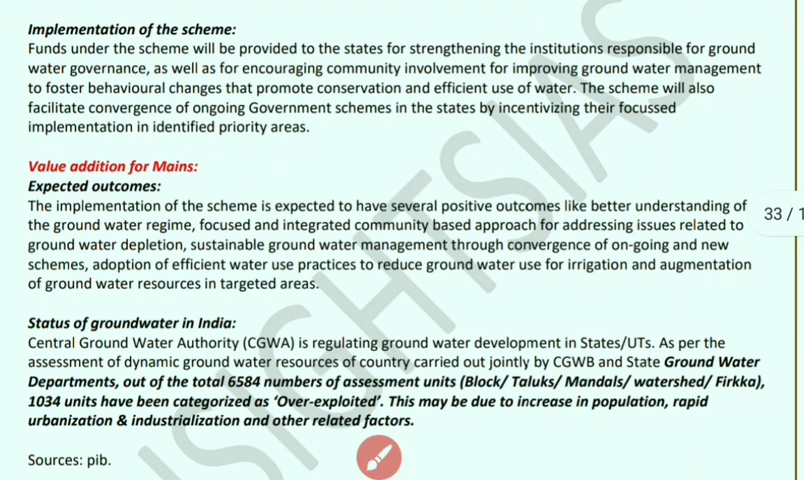 Implementation of the scheme:
Funds under the scheme will be provided to the states for strengthening the institutions responsible for ground
water governance, as well as for encouraging community involvement for improving ground water management
to foster behavioural changes that promote conservation and efficient use of water. The scheme will also
facilitate convergence of ongoing Government schemes in the states by incentivizing their focussed
implementation in identified priority areas.
Value addition for Mains:
Expected outcomes:
The implementation of the scheme is expected to have several positive outcomes like better understanding of
the ground water regime, focused and integrated community based approach for addressing issues related to
ground water depletion, sustainable ground water management through convergence of on-going and new
schemes, adoption of efficient water use practices to reduce ground water use for irrigation and augmentation
of ground water resources in targeted areas.
33 / 1
Status of groundwater in India:
Central Ground Water Authority (CGWA) is regulating ground water development in States/UTs. As per the
assessment of dynamic ground water resources of country carried out jointly by CGWB and State Ground Water
Departments, out of the total 6584 numbers of assessment units (Block/ Taluks/ Mandals/ watershed/ Firkka),
1034 units have been categorized as ‘Over-exploited’. This may be due to increase in population, rapid
urbanization & industrialization and other related factors.
Sources: pib.
NSIGHTSIAS